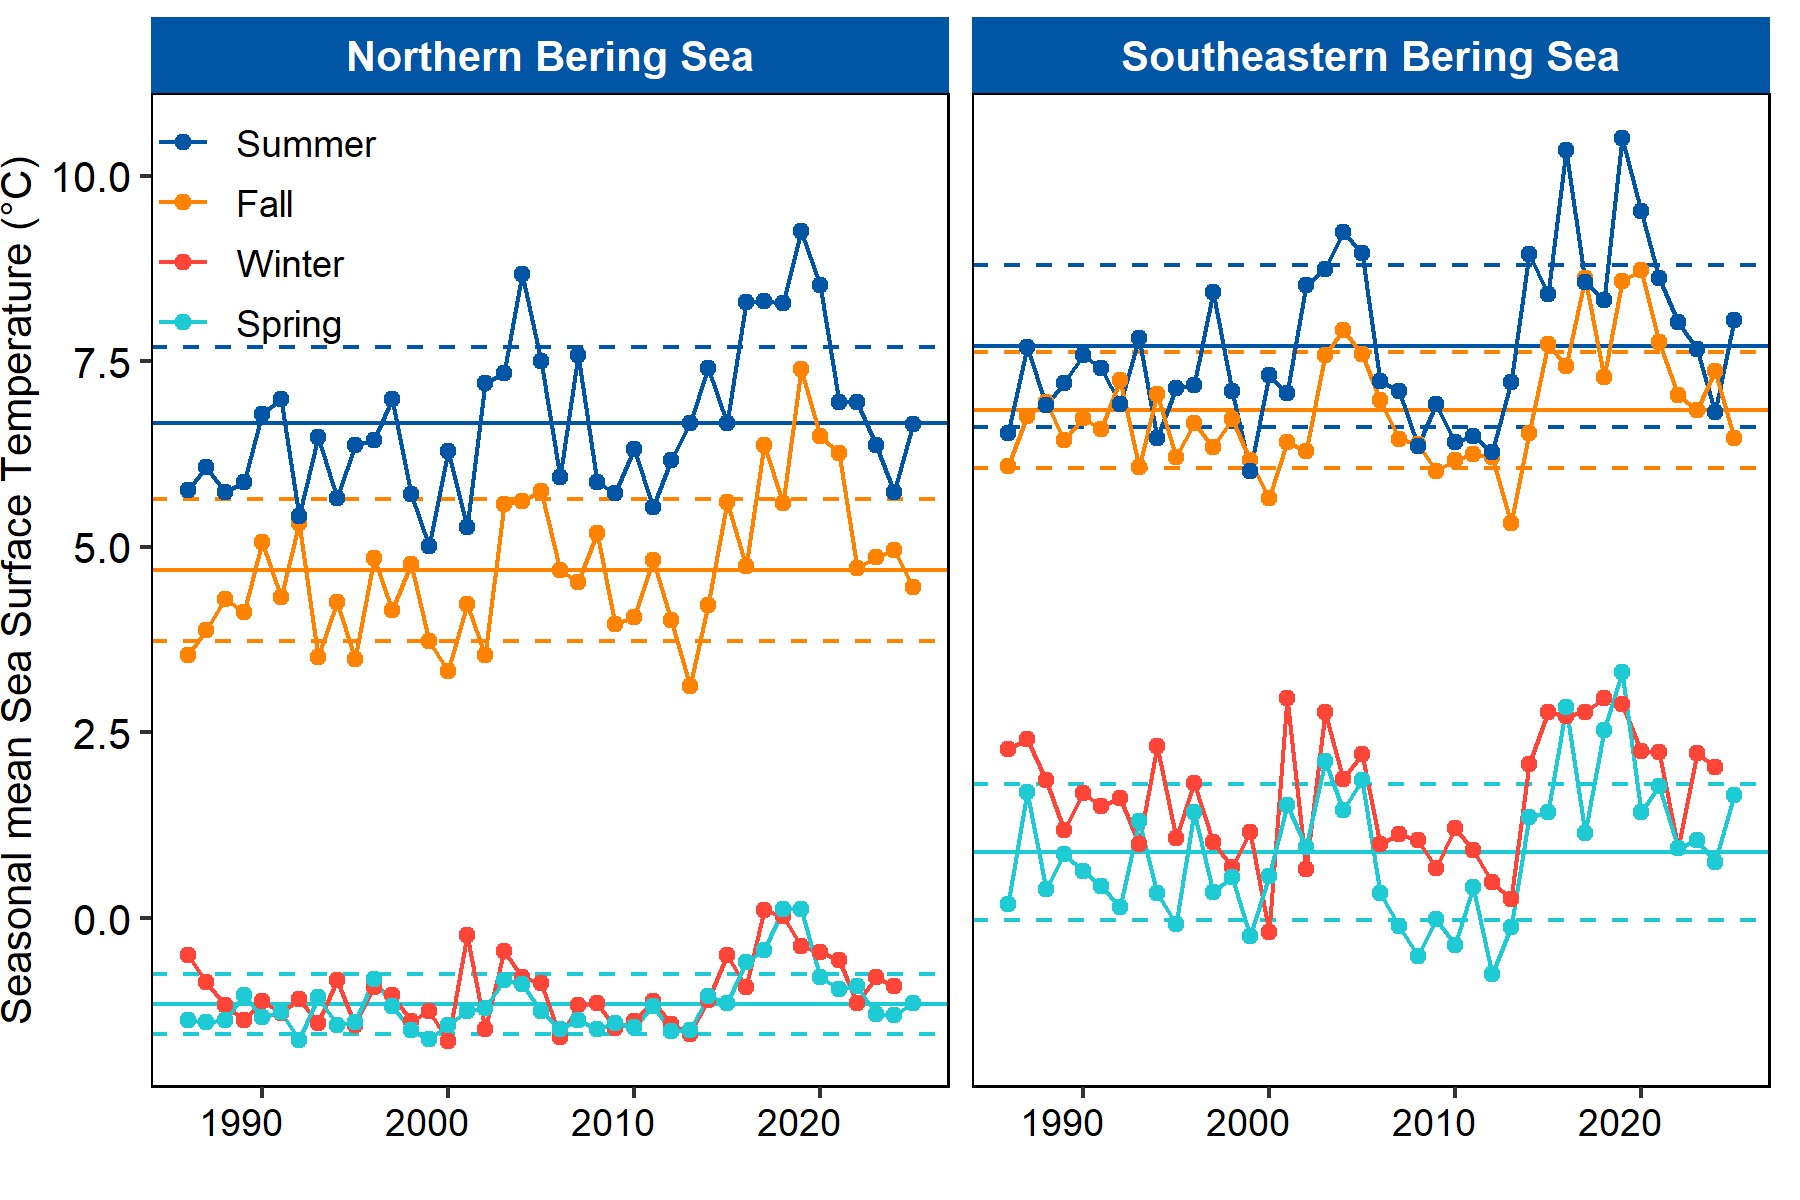 Northern Bering Sea
Southeastern Bering Sea
Seasonal mean Sea Surface Temperature (°C)
Summer
Fall
Winter
Spring
10.0
7.5
5.0
2.5
0.0
1990 2000 2010 2020
1990 2000 2010 2020